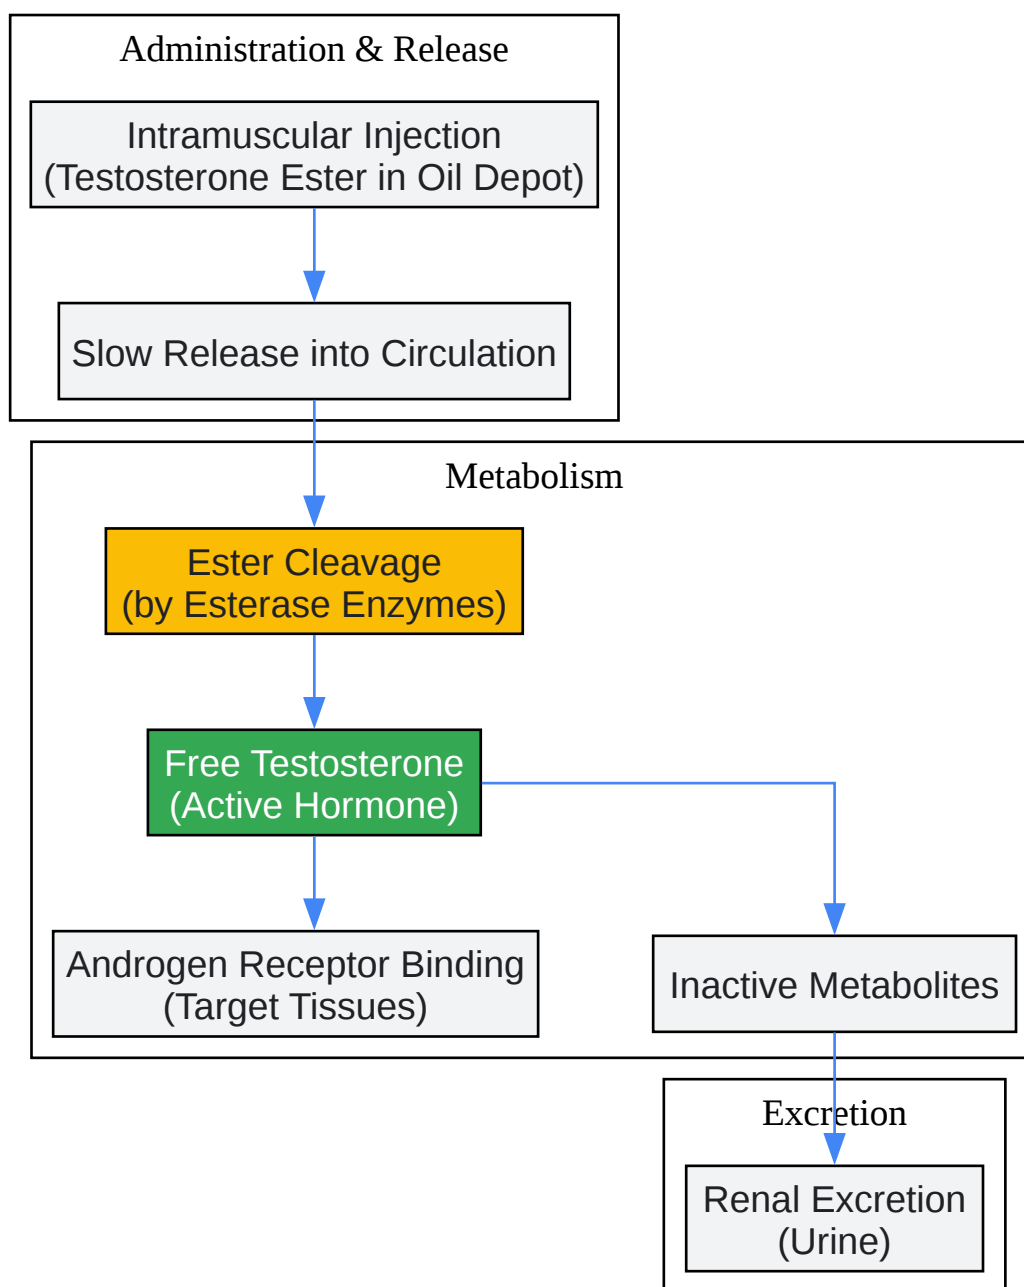 Administration & Release
Intramuscular Injection
(Testosterone Ester in Oil Depot)
Slow Release into Circulation
Metabolism
Ester Cleavage
(by Esterase Enzymes)
Free Testosterone
(Active Hormone)
Androgen Receptor Binding
(Target Tissues)
Inactive Metabolites
Excretion
Renal Excretion
(Urine)